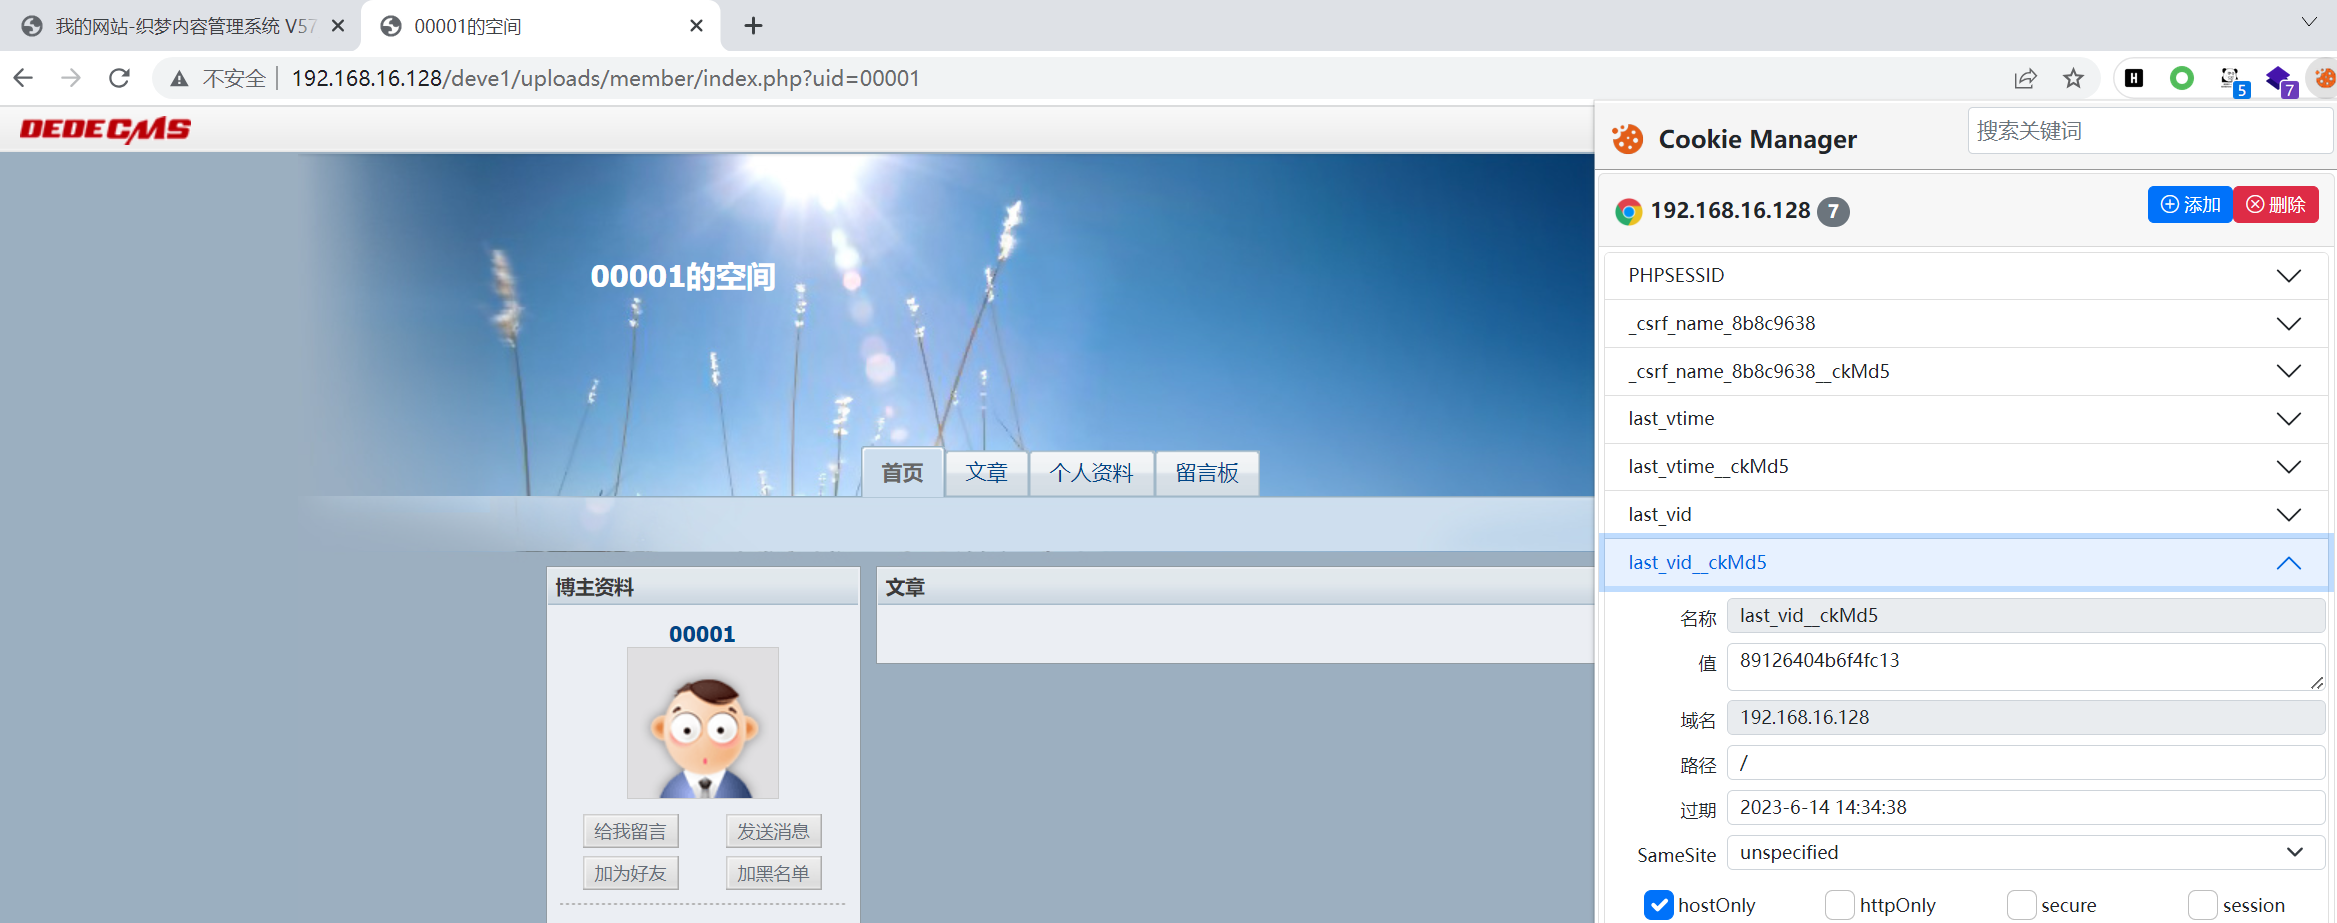 我的网站-织梦内容管理系统 V57
00001的空间
不安全
192.168.16.128/deve1/uploads/member/index.php?uid=00001
H
5
7
DEDECMS
Cookie Manager
搜索关键词
192.168.16.128 7
添加
删除
00001的空间
首页
文章
个人资料
留言板
博主资料
00001
给我留言
发送消息
加为好友
加黑名单
文章
PHPSESSID
_csrf_name_8b8c9638
_csrf_name_8b8c9638__ckMd5
last_vtime
last_vtime__ckMd5
last_vid
last_vid__ckMd5
名称 last_vid__ckMd5
值 89126404b6f4fc13
域名 192.168.16.128
路径 /
过期 2023-6-14 14:34:38
SameSite unspecified
hostOnly httpOnly secure session